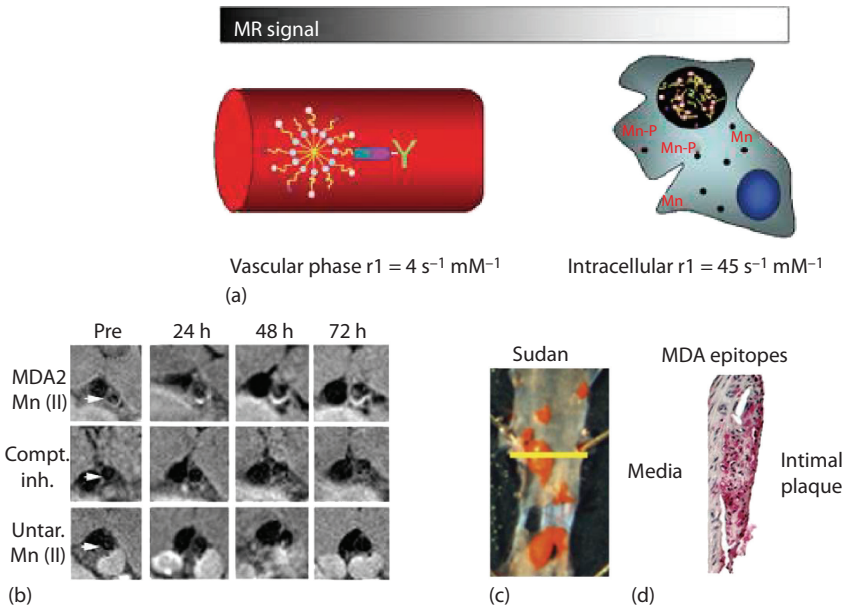 MR signal
Mn-P
Mn
Mn-P
Mn
Vascular phase r1 = 4 s⁻¹ mM⁻¹
Intracellular r1 = 45 s⁻¹ mM⁻¹
(a)
Pre 24 h 48 h 72 h
MDA2
Mn (II)
Compt.
inh.
Untar.
Mn (II)
(b)
Sudan
(c)
MDA epitopes
Media
Intimal
plaque
(d)